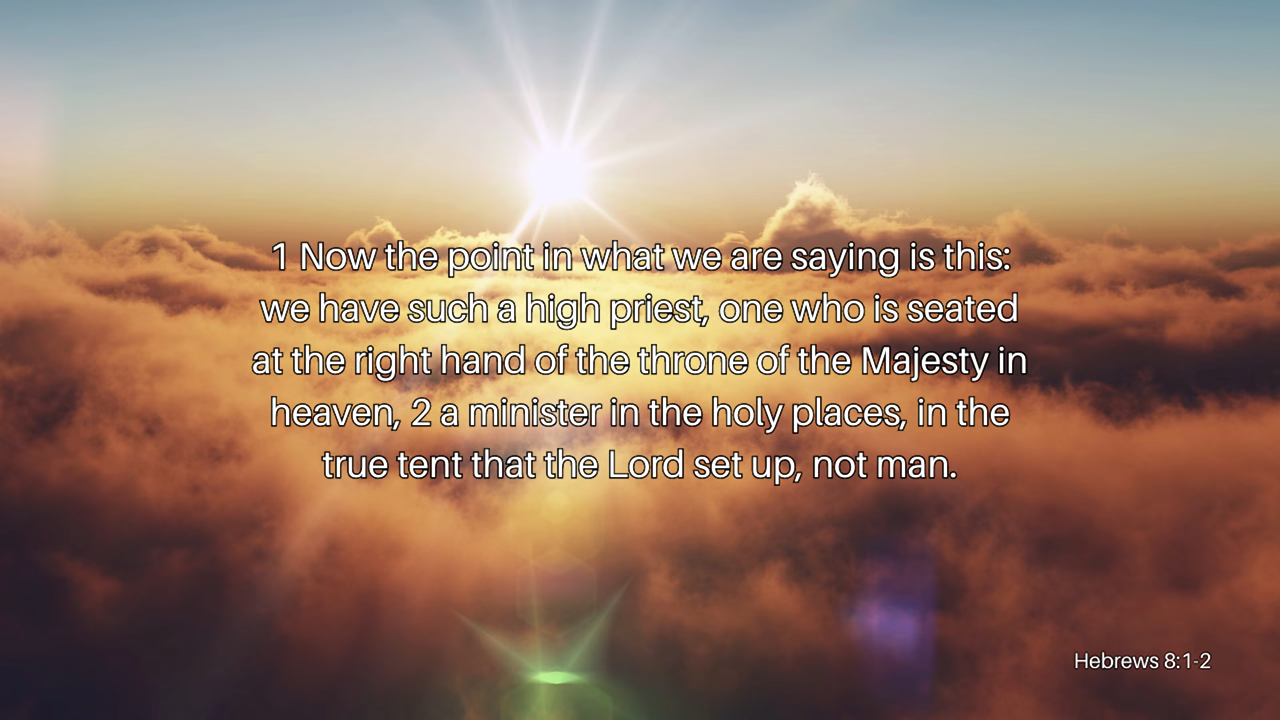 1 Now the point in what we are saying is this:
we have such a high priest, one who is seated
at the right hand of the throne of the Majesty in
heaven, 2 a minister in the holy places, in the
true tent that the Lord set up, not man.
Hebrews 8:1-2